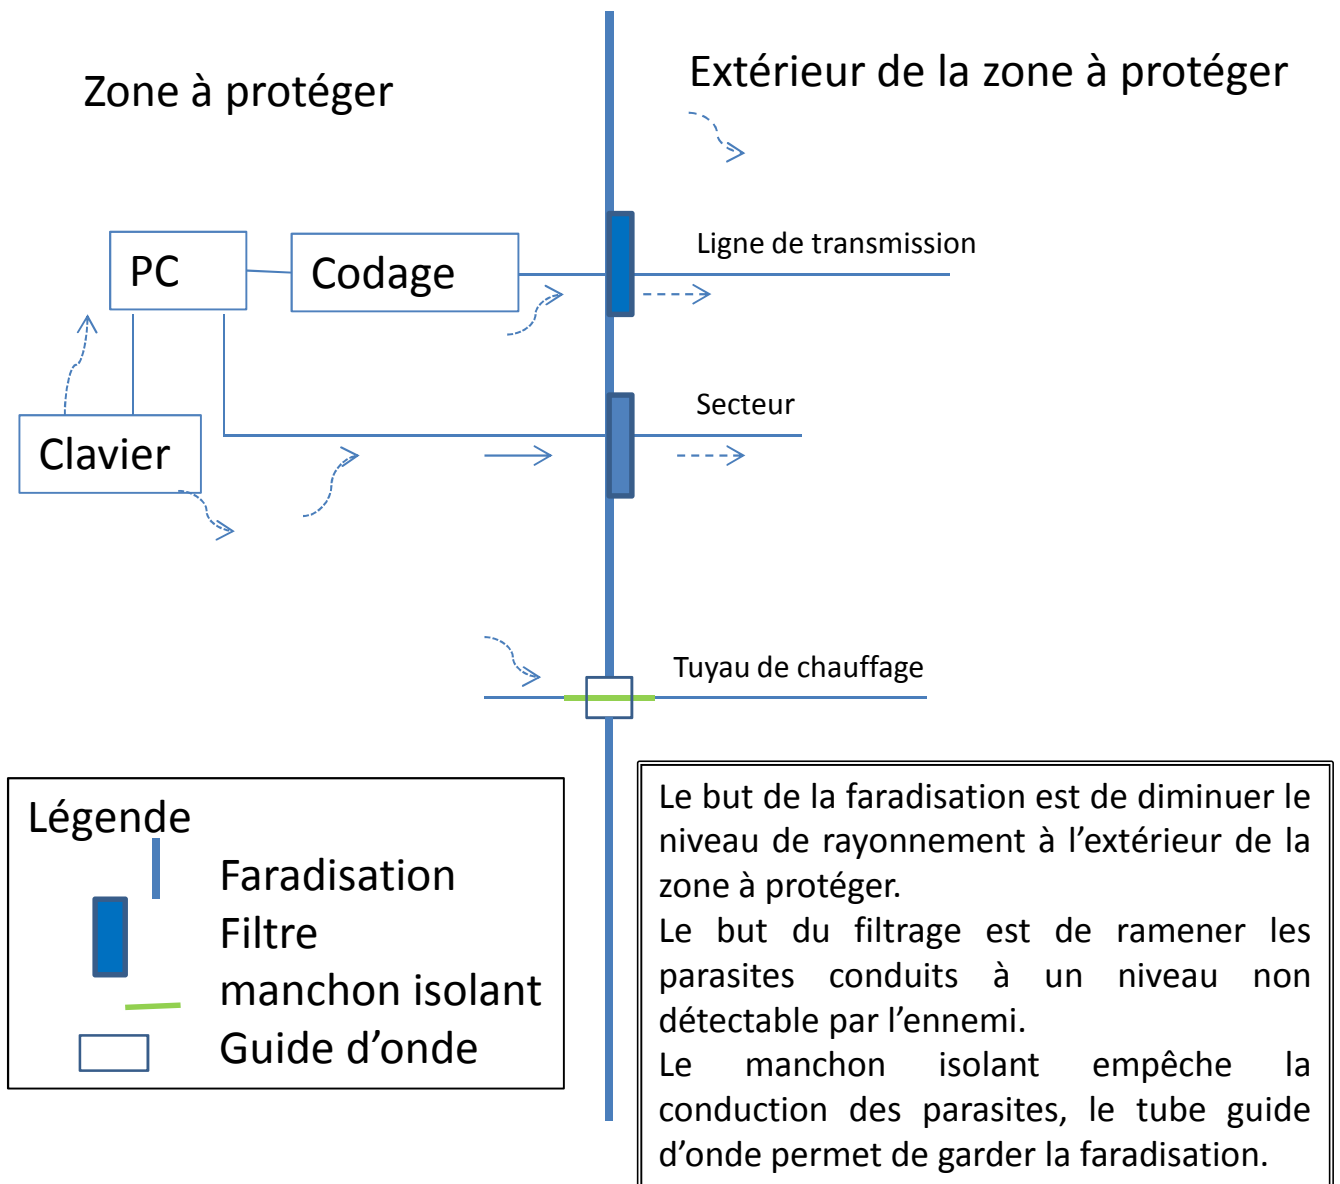 Zone à protéger
Extérieur de la zone à protéger
Ligne de transmission
PC
Codage
Secteur
Clavier
Tuyau de chauffage
Légende
Faradisation
Filtre
manchon isolant
Guide d’onde
Le but de la faradisation est de diminuer le
niveau de rayonnement à l’extérieur de la
zone à protéger.
Le but du filtrage est de ramener les
parasites conduits à un niveau non
détectable par l’ennemi.
Le manchon isolant empêche la
conduction des parasites, le tube guide
d’onde permet de garder la faradisation.